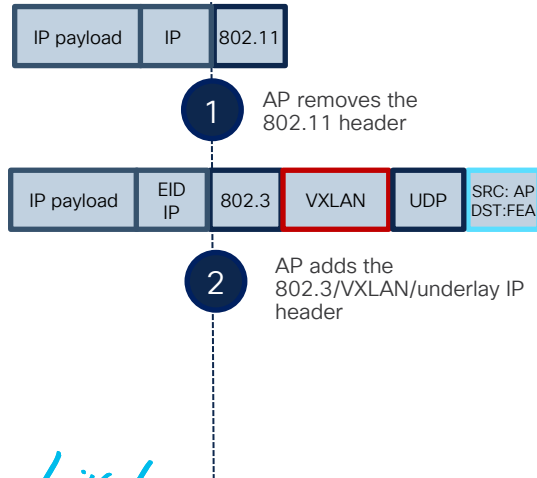 IP payload IP 802.11
1 AP removes the
802.11 header
IP payload EID
IP 802.3 VXLAN UDP SRC: AP
DST:FEA
2 AP adds the
802.3/VXLAN/underlay IP
header